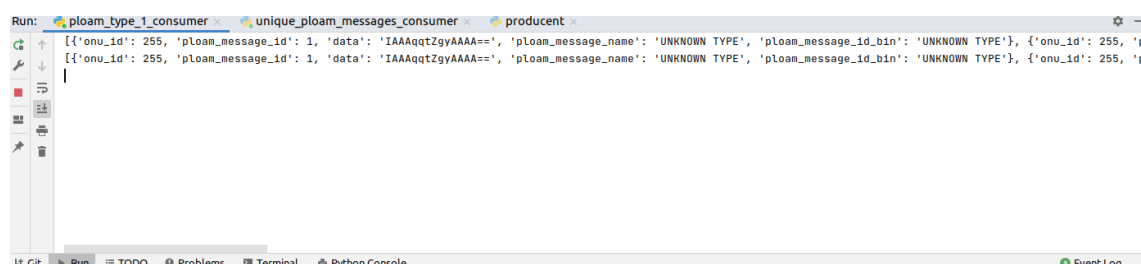 Run: ploam_type_1_consumer × unique_ploam_messages_consumer × producent ×
[{'onu_id': 255, 'ploam_message_id': 1, 'data': 'IAAAqqtZgyAAAA==', 'ploam_message_name': 'UNKNOWN TYPE', 'ploam_message_id_bin': 'UNKNOWN TYPE'}, {'onu_id': 255, 'p
[{'onu_id': 255, 'ploam_message_id': 1, 'data': 'IAAAqqtZgyAAAA==', 'ploam_message_name': 'UNKNOWN TYPE', 'ploam_message_id_bin': 'UNKNOWN TYPE'}, {'onu_id': 255, 'p
Git Run TODO Problems Terminal Python Console Event Log